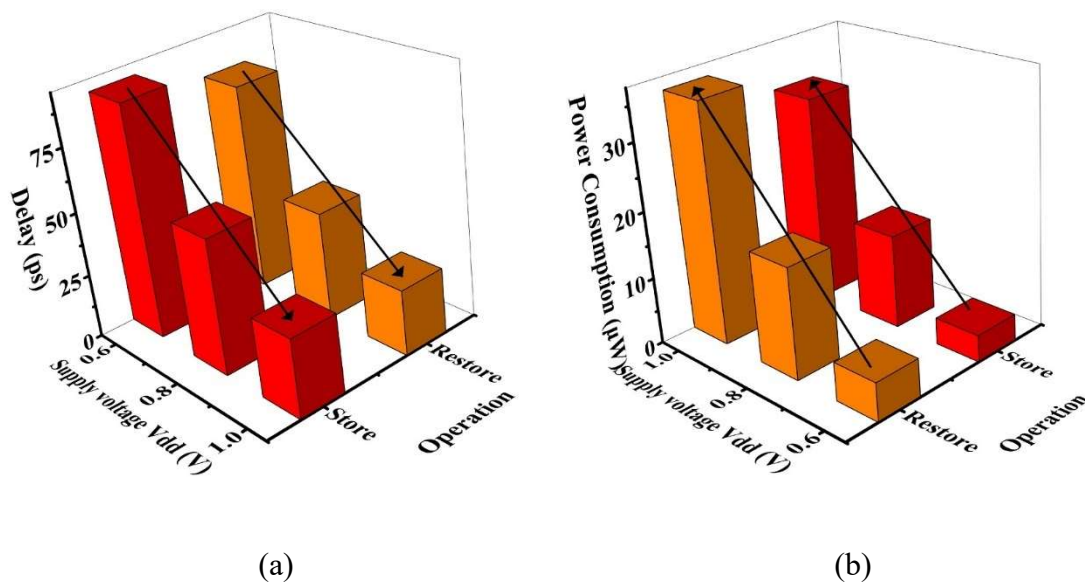 75
50
25
0
Delay (ps)
0.6
0.8
1.0
Supply voltage Vdd (V)
Store
Restore
Operation
(a)
30
20
10
0
Power Consumption (μW)
1.0
0.8
0.6
Supply voltage Vdd (V)
Restore
Store
Operation
(b)